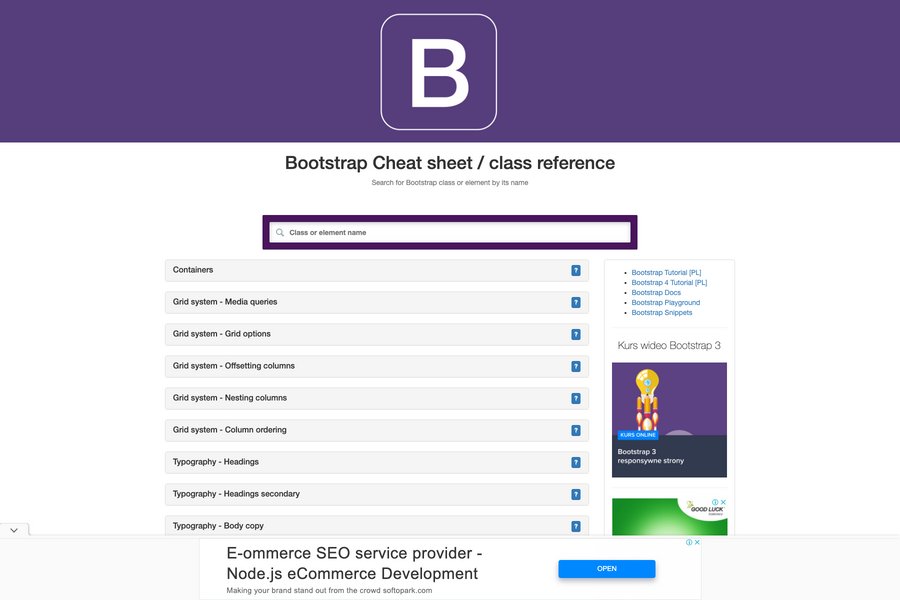 B
Bootstrap Cheat sheet / class reference
Search for Bootstrap class or element by its name
Class or element name
Containers ?
Grid system - Media queries ?
Grid system - Grid options ?
Grid system - Offsetting columns ?
Grid system - Nesting columns ?
Grid system - Column ordering ?
Typography - Headings ?
Typography - Headings secondary ?
Typography - Body copy ?
Bootstrap Tutorial [PL]
Bootstrap 4 Tutorial [PL]
Bootstrap Docs
Bootstrap Playground
Bootstrap Snippets
Kurs wideo Bootstrap 3
KURS ONLINE
Bootstrap 3
responsywne strony
GOOD LUCK
E-ommerce SEO service provider -
Node.js eCommerce Development
Making your brand stand out from the crowd softopark.com
OPEN